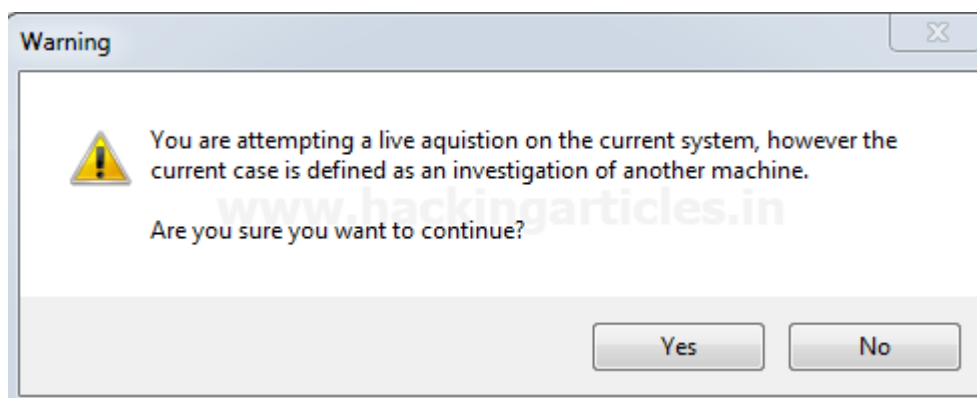 Warning
You are attempting a live aquistion on the current system, however the
current case is defined as an investigation of another machine.
www.hackingarticles.in
Are you sure you want to continue?
Yes No